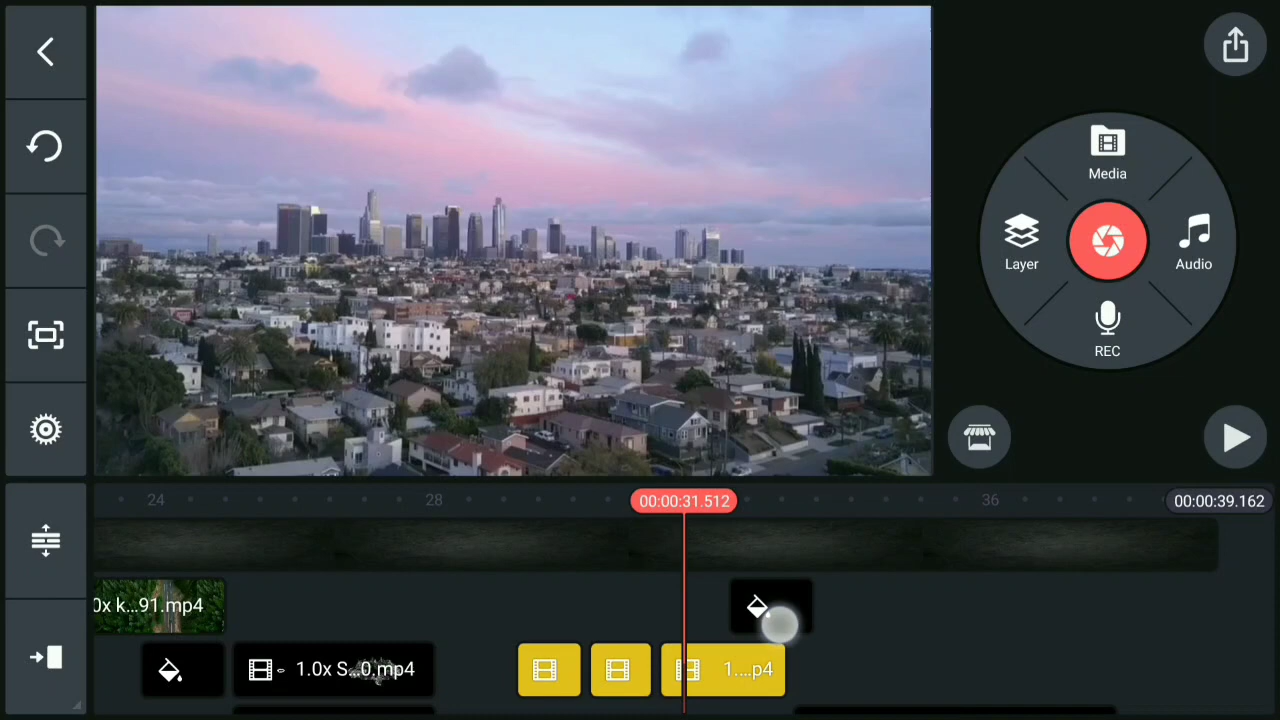 Media
Layer
Audio
REC
24
28
00:00:31.512
36
00:00:39.162
0x k...91.mp4
1.0x S...0.mp4
1....p4